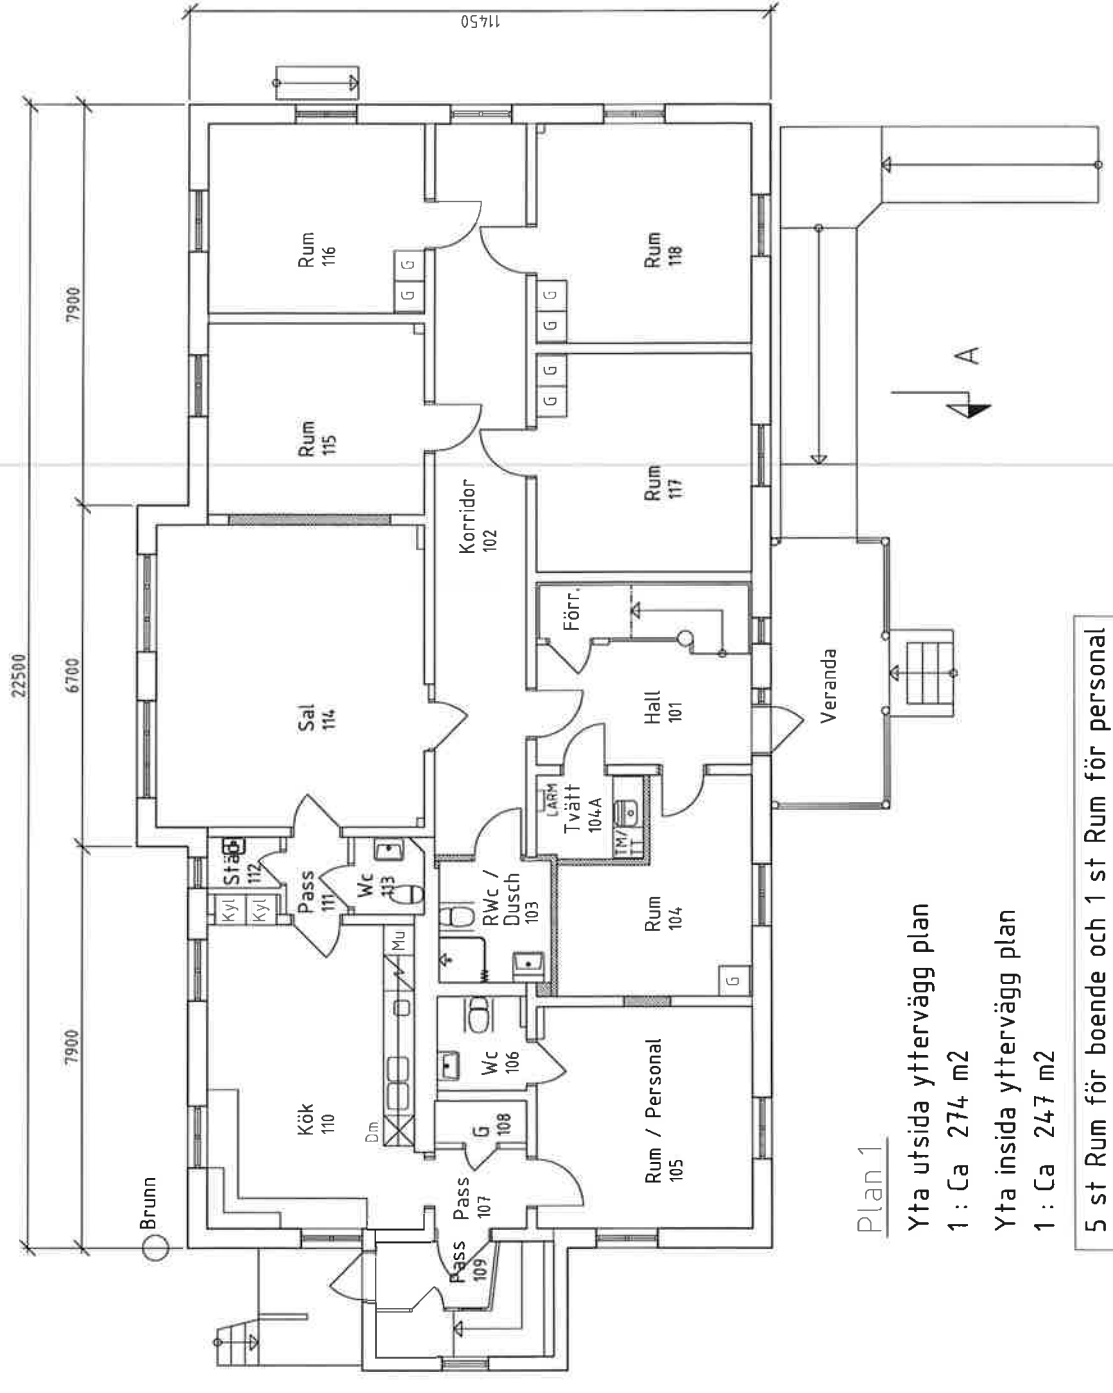 22500
7900
6700
7900
11450
Brunn
Kök
110
Dm
Kyl
Kyl
Mu
Stä
112
Pass
111
Wc
113
Sal
114
Rum
115
Rum
116
G
G
Korridor
102
Pass
109
Pass
107
G
108
Wc
106
RWc /
Dusch
103
LARM
Tvätt
104A
TM/
TT
Hall
101
Förr.
Rum / Personal
105
Rum
104
G
Rum
117
G
G
Rum
118
G
G
Veranda
A
Plan 1
Yta utsida yttervägg plan
1 : Ca 274 m2
Yta insida yttervägg plan
1 : Ca 247 m2
5 st Rum för boende och 1 st Rum för personal